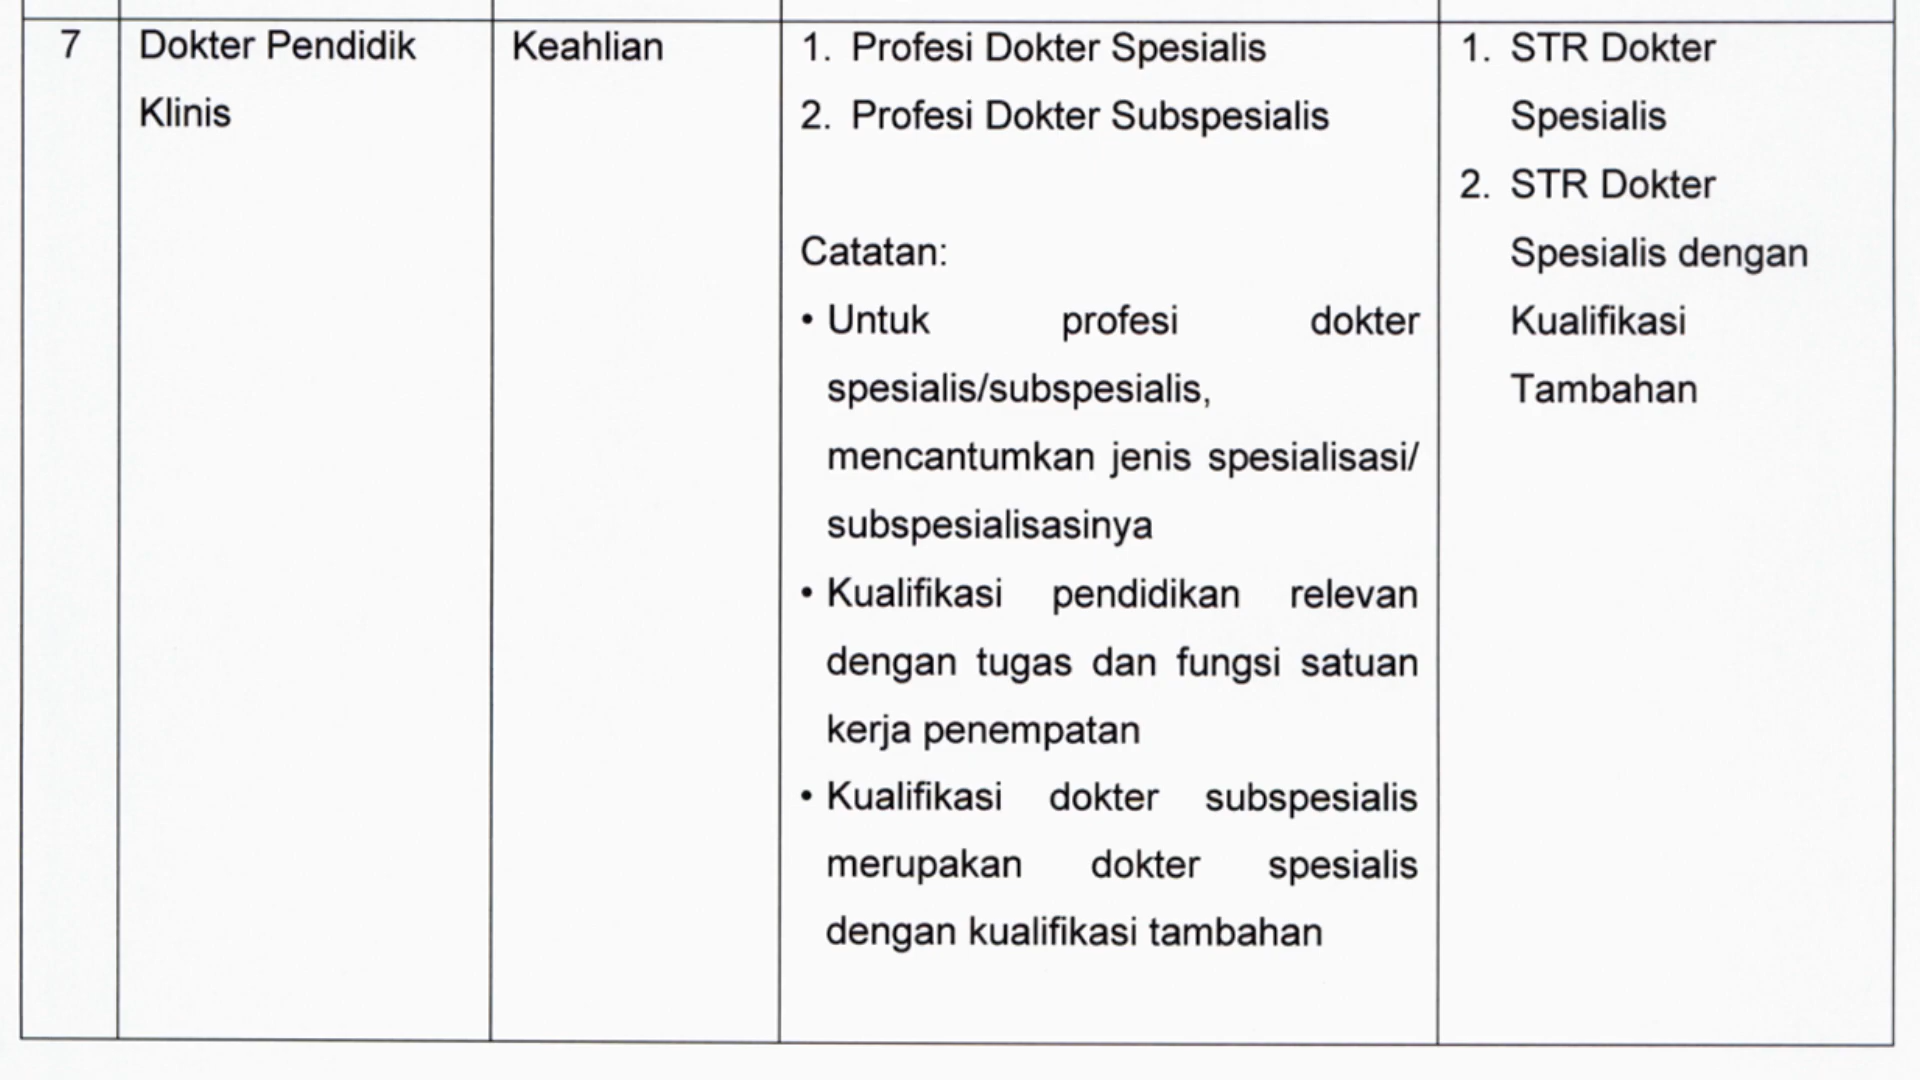 7
Dokter Pendidik
Klinis
Keahlian
1. Profesi Dokter Spesialis
2. Profesi Dokter Subspesialis
Catatan:
• Untuk profesi dokter
spesialis/subspesialis,
mencantumkan jenis spesialisasi/
subspesialisasinya
• Kualifikasi pendidikan relevan
dengan tugas dan fungsi satuan
kerja penempatan
• Kualifikasi dokter subspesialis
merupakan dokter spesialis
dengan kualifikasi tambahan
1. STR Dokter
Spesialis
2. STR Dokter
Spesialis dengan
Kualifikasi
Tambahan